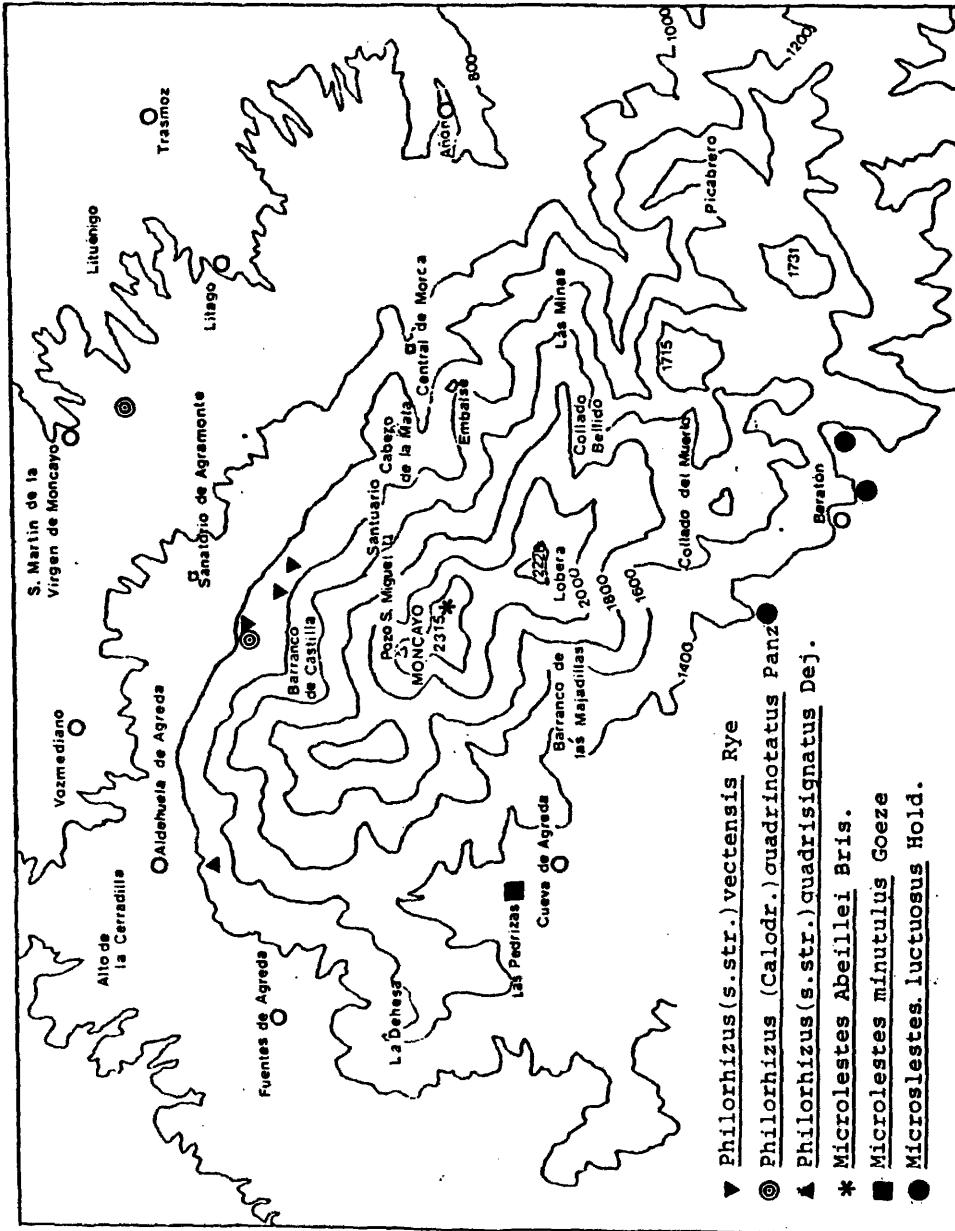 S. Martin de la
Virgen de Moncayo
Lituénigo
Trasmoz
Litago
Vozmediano
Sanatorio de Agramonte
Alto de
la Cerradilla
Aldehuela de Agreda
Añon
800
1000
1200
Fuentes de Agreda
Barranco
de Castilla
Santuario
Cabezo
de la Mata
Central de Morca
Pozo S. Miguel
MONCAYO
2315
Embalse
Las Minas
Picabrero
La Dehesa
Las Pedrizas
Cueva de Agreda
Barranco de
las Majadillas
2226
Lobera
Collado
Bellido
2000
1800
1600
1400
Collado del Muerto
1715
1731
Beratón
Philorhizus(s.str.)vectensis Rye
Philorhizus (Calodr.)quadrinotatus Panz
Philorhizus(s.str.)quadrisignatus Dej.
Microlestes Abeillei Bris.
Microlestes minutulus Goeze
Microslestes.luctuosus Hold.